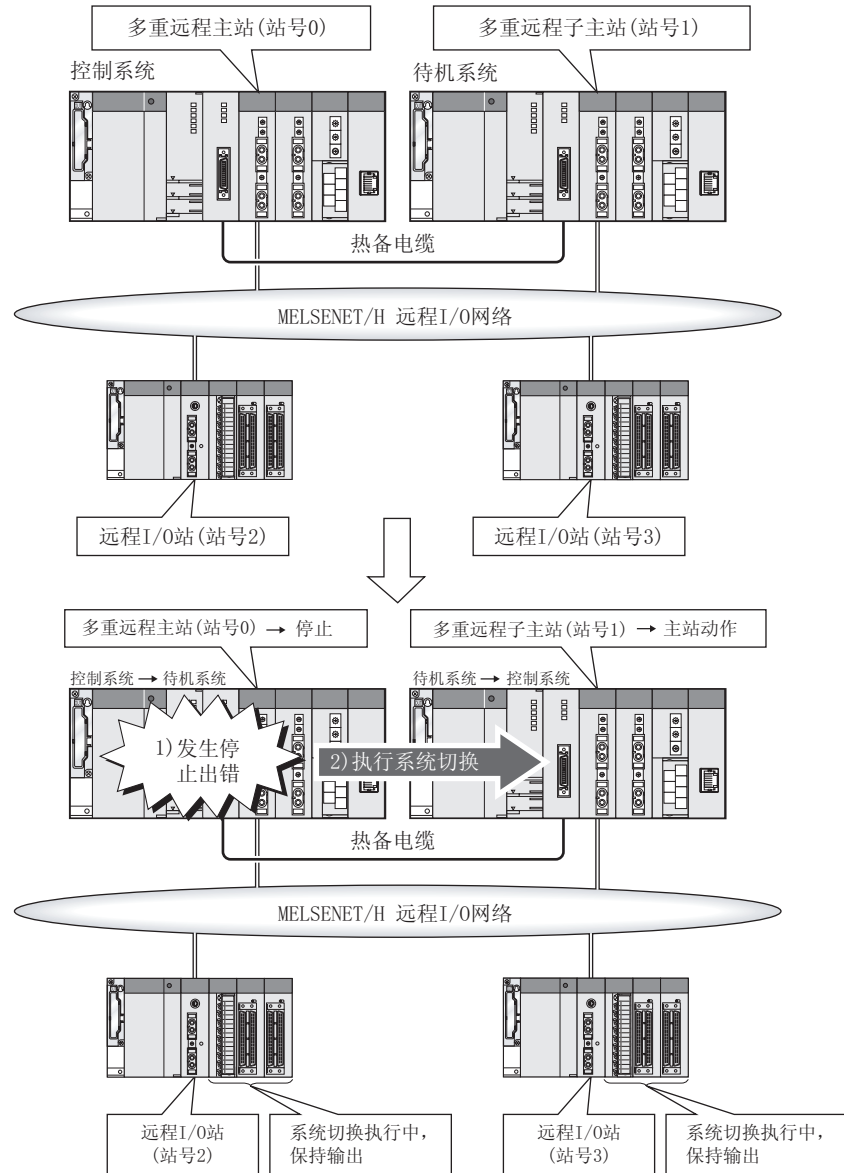 多重远程主站(站号0)
多重远程子主站(站号1)
控制系统
待机系统
热备电缆
MELSENET/H 远程I/O网络
远程I/O站(站号2)
远程I/O站(站号3)
多重远程主站(站号0) → 停止
多重远程子主站(站号1) → 主站动作
控制系统 → 待机系统
待机系统 → 控制系统
1)发生停
止出错
2)执行系统切换
热备电缆
MELSENET/H 远程I/O网络
远程I/O站
(站号2)
系统切换执行中，
保持输出
远程I/O站
(站号3)
系统切换执行中，
保持输出